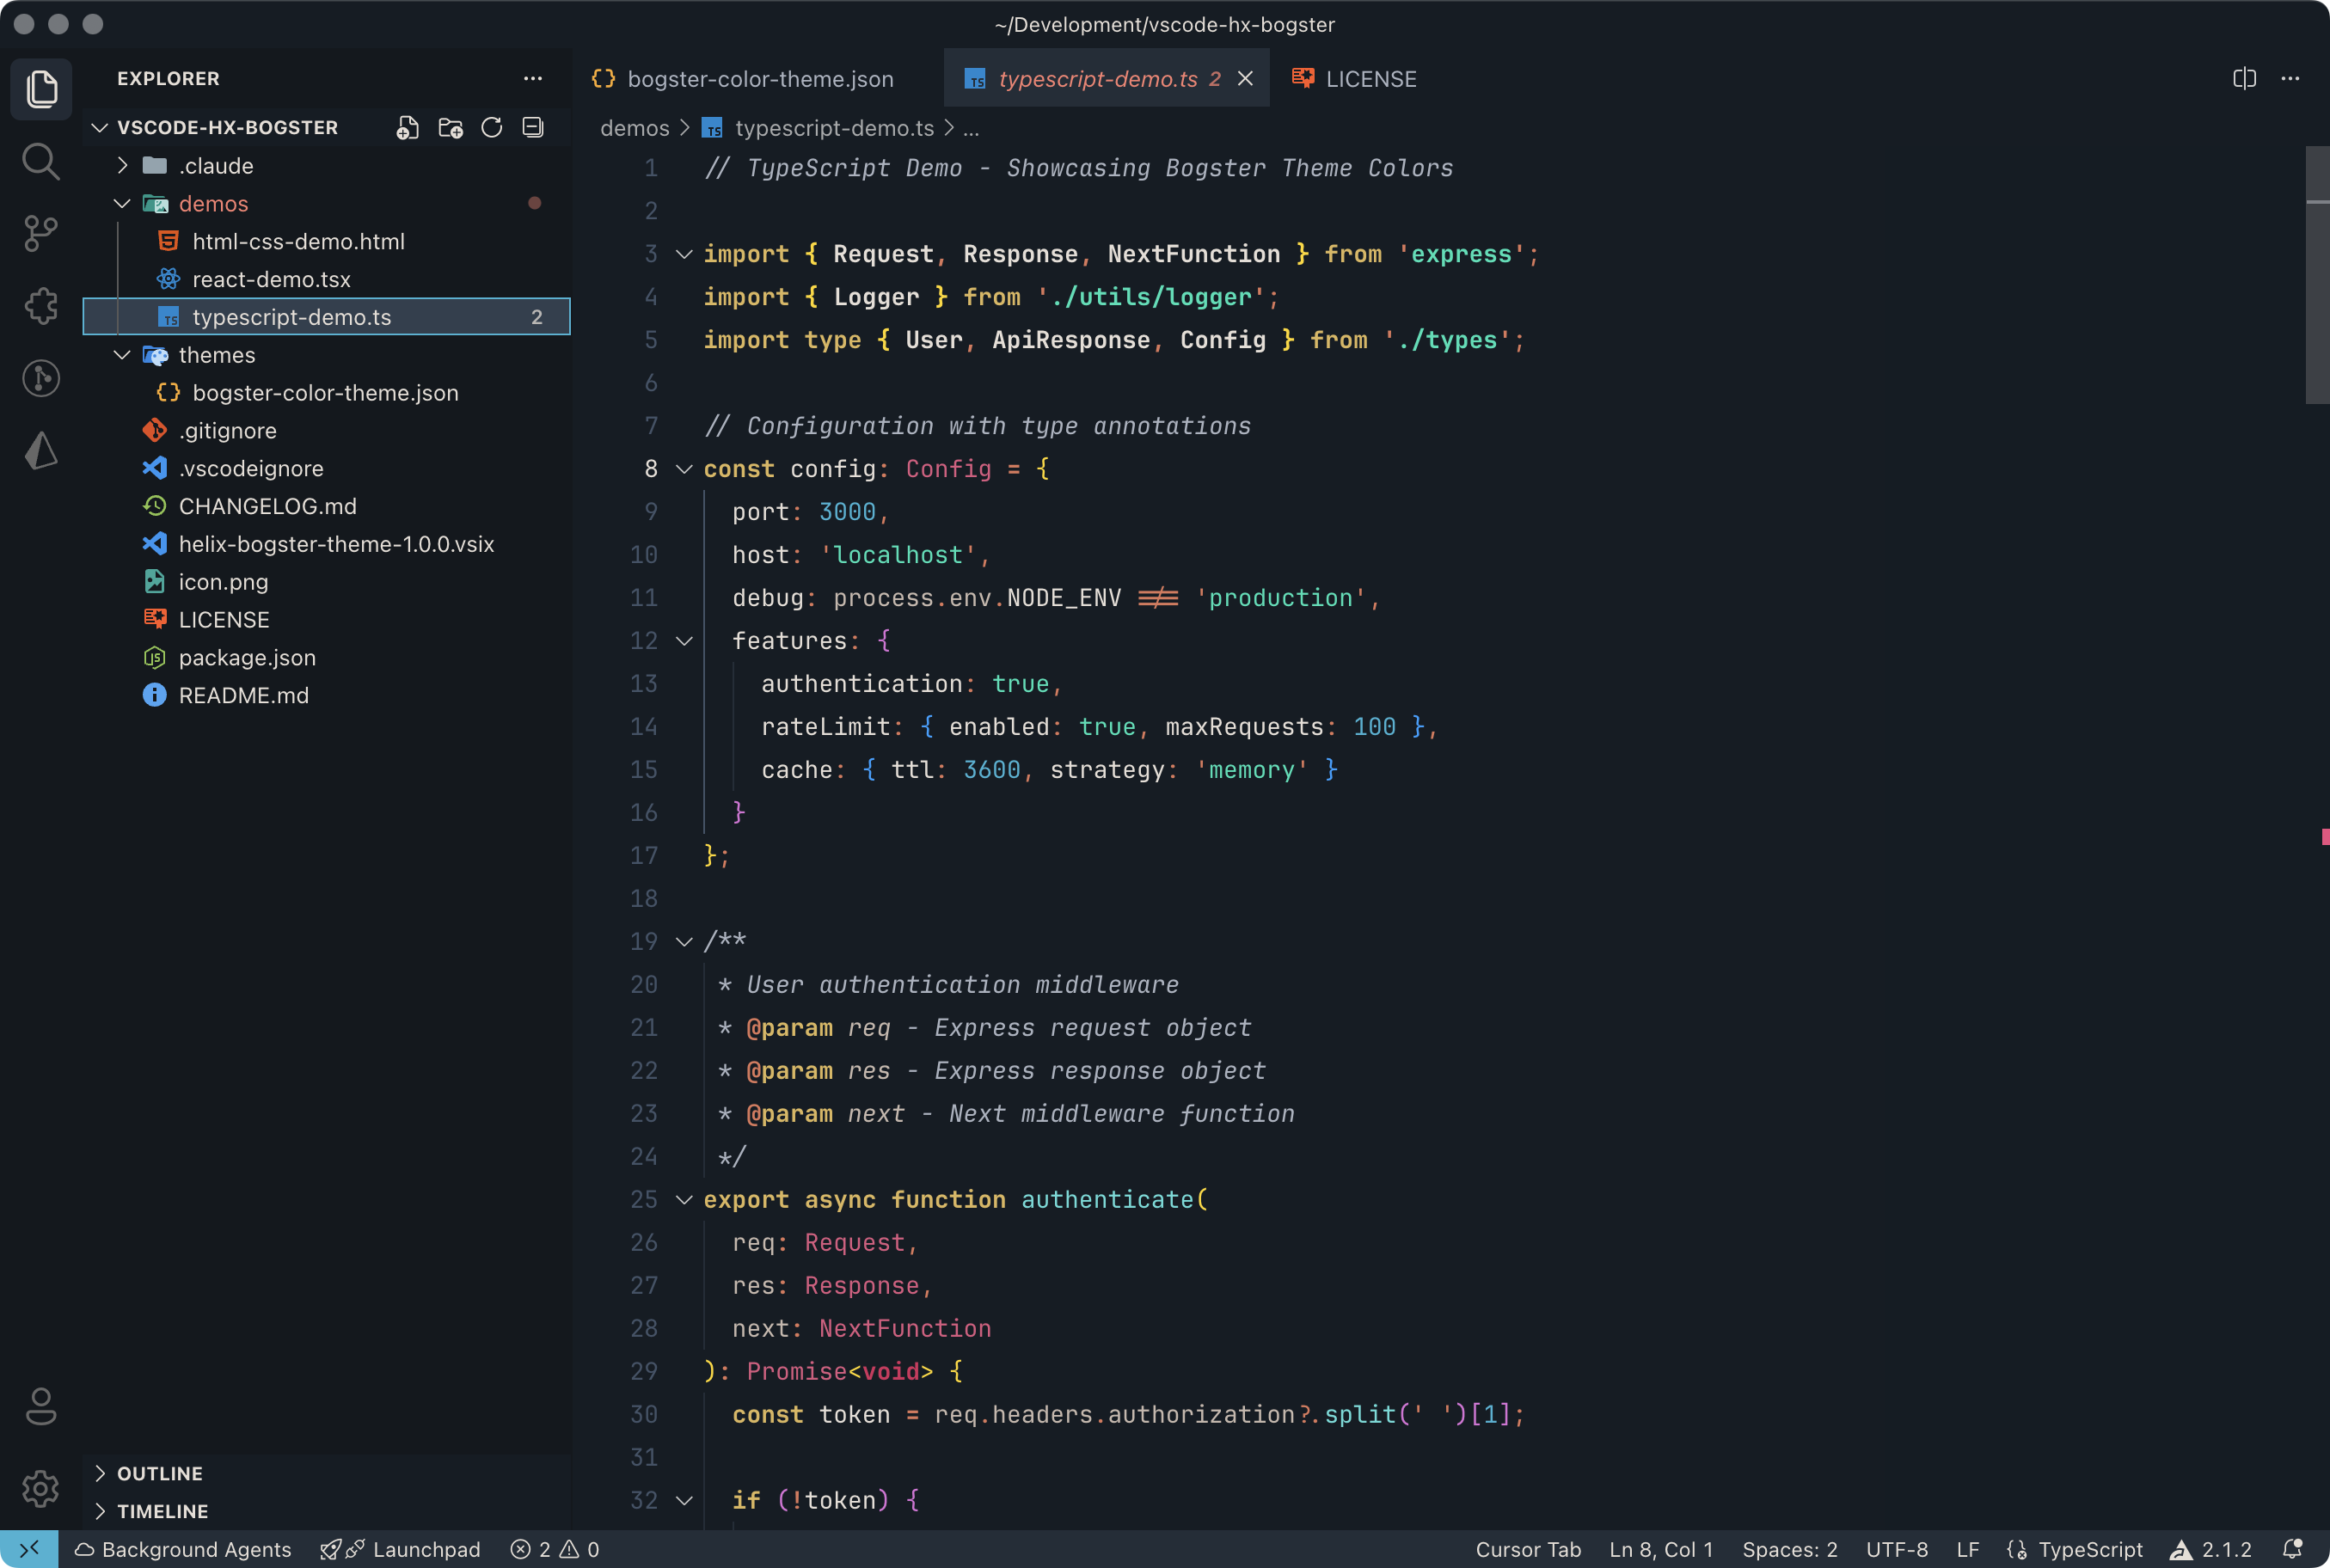 ~/Development/vscode-hx-bogster
EXPLORER
VSCODE-HX-BOGSTER
.claude
demos
html-css-demo.html
react-demo.tsx
typescript-demo.ts 2
themes
bogster-color-theme.json
.gitignore
.vscodeignore
CHANGELOG.md
helix-bogster-theme-1.0.0.vsix
icon.png
LICENSE
package.json
README.md
OUTLINE
TIMELINE
bogster-color-theme.json typescript-demo.ts 2 LICENSE
demos > typescript-demo.ts > ...
1 // TypeScript Demo - Showcasing Bogster Theme Colors
2
3 import { Request, Response, NextFunction } from 'express';
4 import { Logger } from './utils/logger';
5 import type { User, ApiResponse, Config } from './types';
6
7 // Configuration with type annotations
8 const config: Config = {
9 port: 3000,
10 host: 'localhost',
11 debug: process.env.NODE_ENV !== 'production',
12 features: {
13 authentication: true,
14 rateLimit: { enabled: true, maxRequests: 100 },
15 cache: { ttl: 3600, strategy: 'memory' }
16 }
17 };
18
19 /**
20 * User authentication middleware
21 * @param req - Express request object
22 * @param res - Express response object
23 * @param next - Next middleware function
24 */
25 export async function authenticate(
26 req: Request,
27 res: Response,
28 next: NextFunction
29 ): Promise<void> {
30 const token = req.headers.authorization?.split(' ')[1];
31
32 if (!token) {
Background Agents Launchpad 2 0 Cursor Tab Ln 8, Col 1 Spaces: 2 UTF-8 LF TypeScript 2.1.2